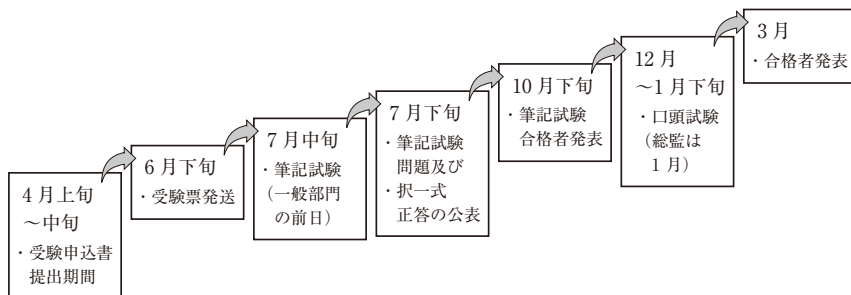 4月上旬
～中旬
・受験申込書
提出期間
6月下旬
・受験票発送
7月中旬
・筆記試験
(一般部門
の前日)
7月下旬
・筆記試験
問題及び
・択一式
正答の公表
10月下旬
・筆記試験
合格者発表
12月
～1月下旬
・口頭試験
(総監は
1月)
3月
・合格者発表